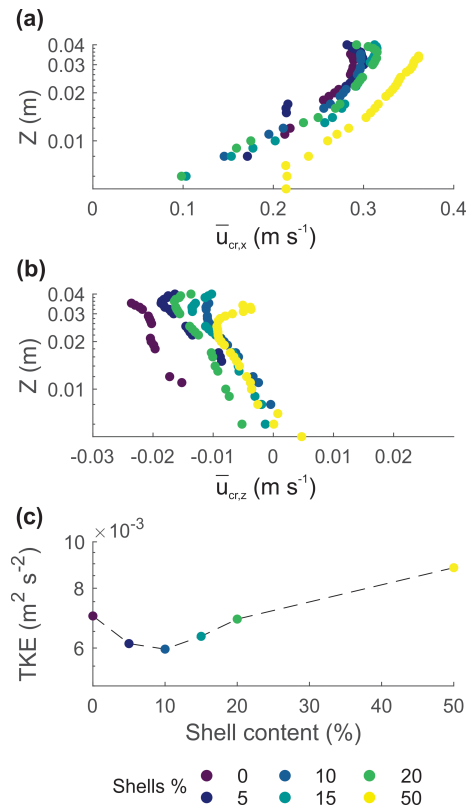 (a)
0.04
0.03
0.02
0.01
Z (m)
0 0.1 0.2 0.3 0.4
u̅cr,x (m s-1)
(b)
0.04
0.03
0.02
0.01
Z (m)
-0.03 -0.02 -0.01 0 0.01 0.02
u̅cr,z (m s-1)
(c)
×10-3
10
8
6
TKE (m2 s-2)
0 10 20 30 40 50
Shell content (%)
Shells %
0 10 20
5 15 50